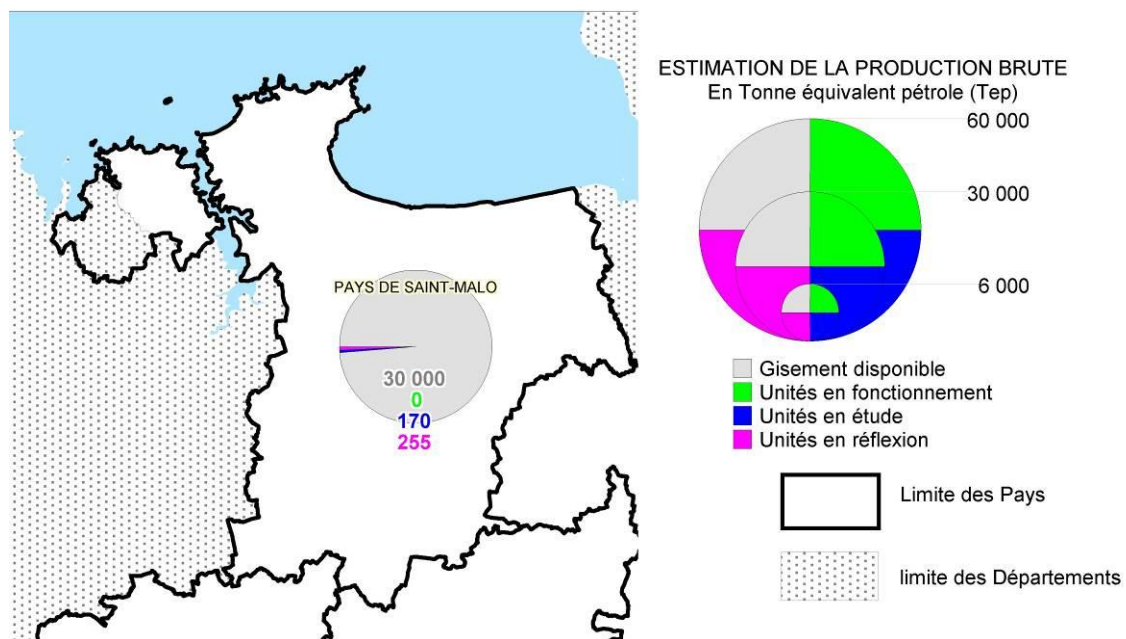 PAYS DE SAINT-MALO
30 000
0
170
255
ESTIMATION DE LA PRODUCTION BRUTE
En Tonne équivalent pétrole (Tep)
60 000
30 000
6 000
Gisement disponible
Unités en fonctionnement
Unités en étude
Unités en réflexion
Limite des Pays
limite des Départements